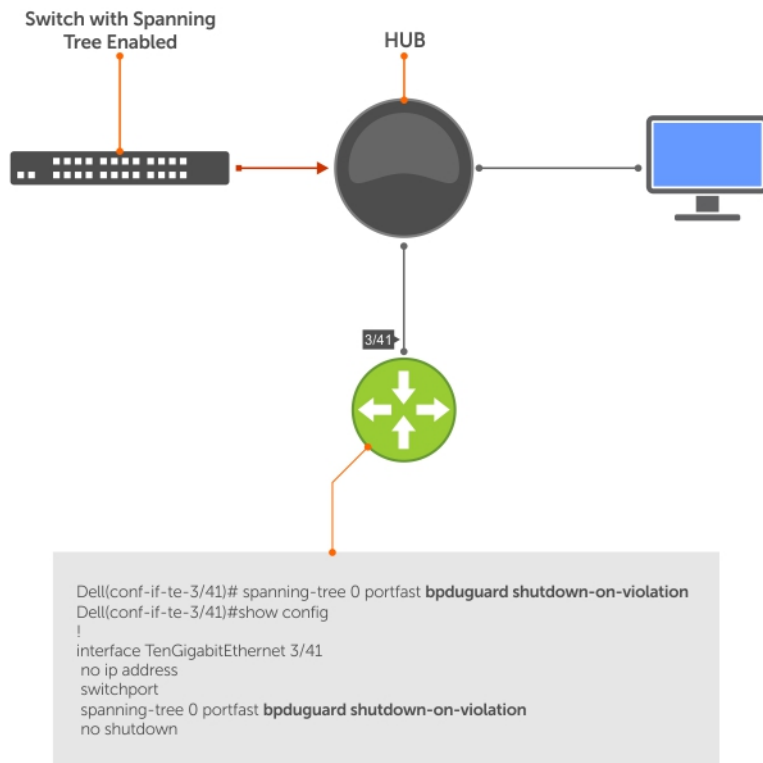 Switch with Spanning
Tree Enabled
HUB
3/41
Dell(conf-if-te-3/41)# spanning-tree 0 portfast bpduguard shutdown-on-violation
Dell(conf-if-te-3/41)#show config
!
interface TenGigabitEthernet 3/41
no ip address
switchport
spanning-tree 0 portfast bpduguard shutdown-on-violation
no shutdown